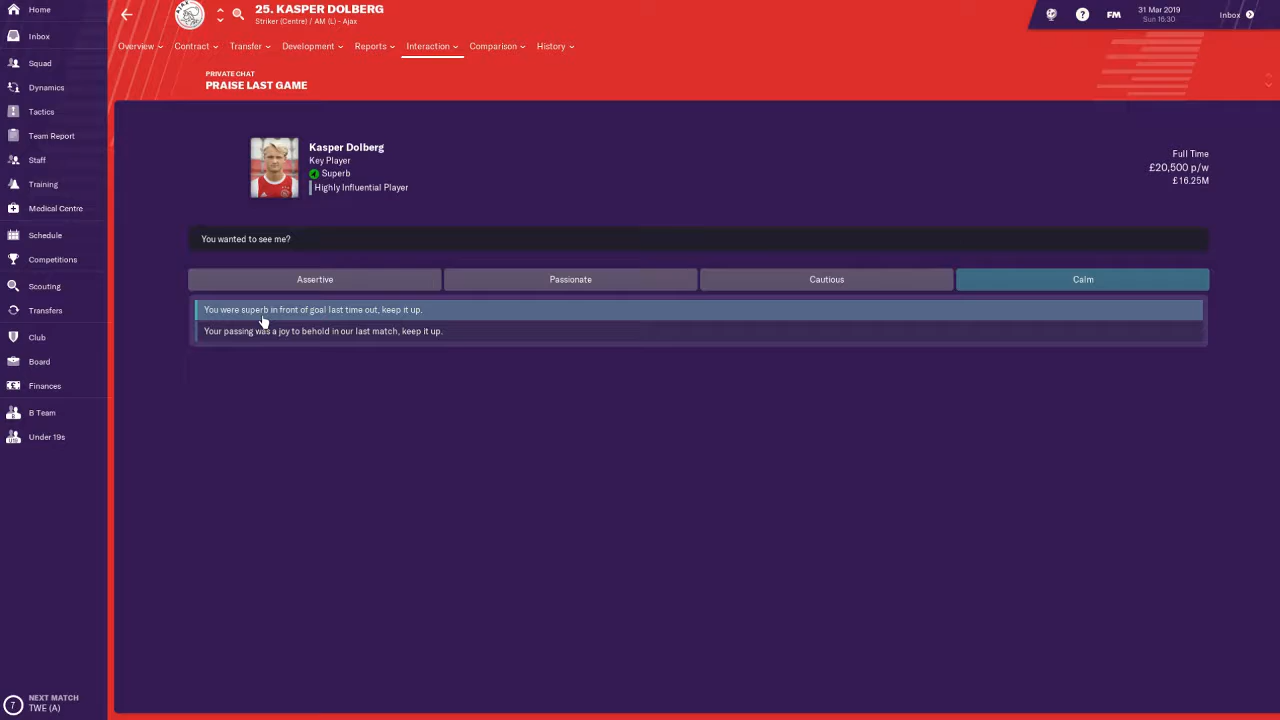 Home
Inbox
Squad
Dynamics
Tactics
Team Report
Staff
Training
Medical Centre
Schedule
Competitions
Scouting
Transfers
Club
Board
Finances
B Team
Under 19s
NEXT MATCH
7
TWE (A)
25. KASPER DOLBERG
Striker (Centre) / AM (L) - Ajax
FM
31 Mar 2019
Sun 16:30
Inbox
Overview
Contract
Transfer
Development
Reports
Interaction
Comparison
History
PRIVATE CHAT
PRAISE LAST GAME
Kasper Dolberg
Key Player
Superb
Highly Influential Player
Full Time
£20,500 p/w
£16.25M
You wanted to see me?
Assertive
Passionate
Cautious
Calm
You were superb in front of goal last time out, keep it up.
Your passing was a joy to behold in our last match, keep it up.